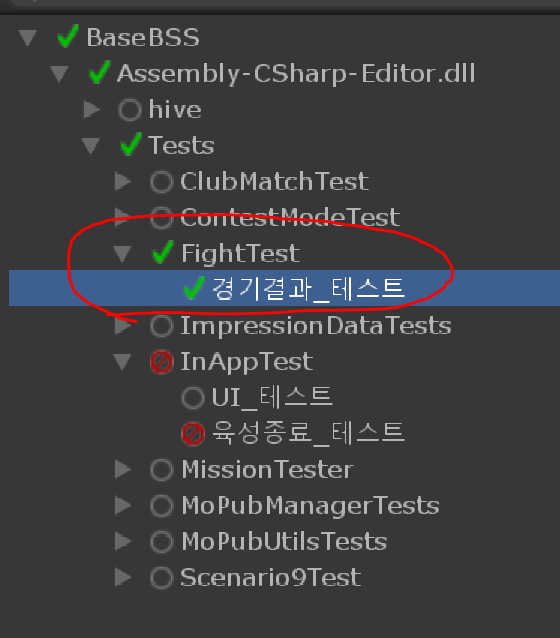 BaseBSS
Assembly-CSharp-Editor.dll
hive
Tests
ClubMatchTest
ContestModeTest
FightTest
경기결과_테스트
ImpressionDataTests
InAppTest
UI_테스트
육성종료_테스트
MissionTester
MoPubManagerTests
MoPubUtilsTests
Scenario9Test